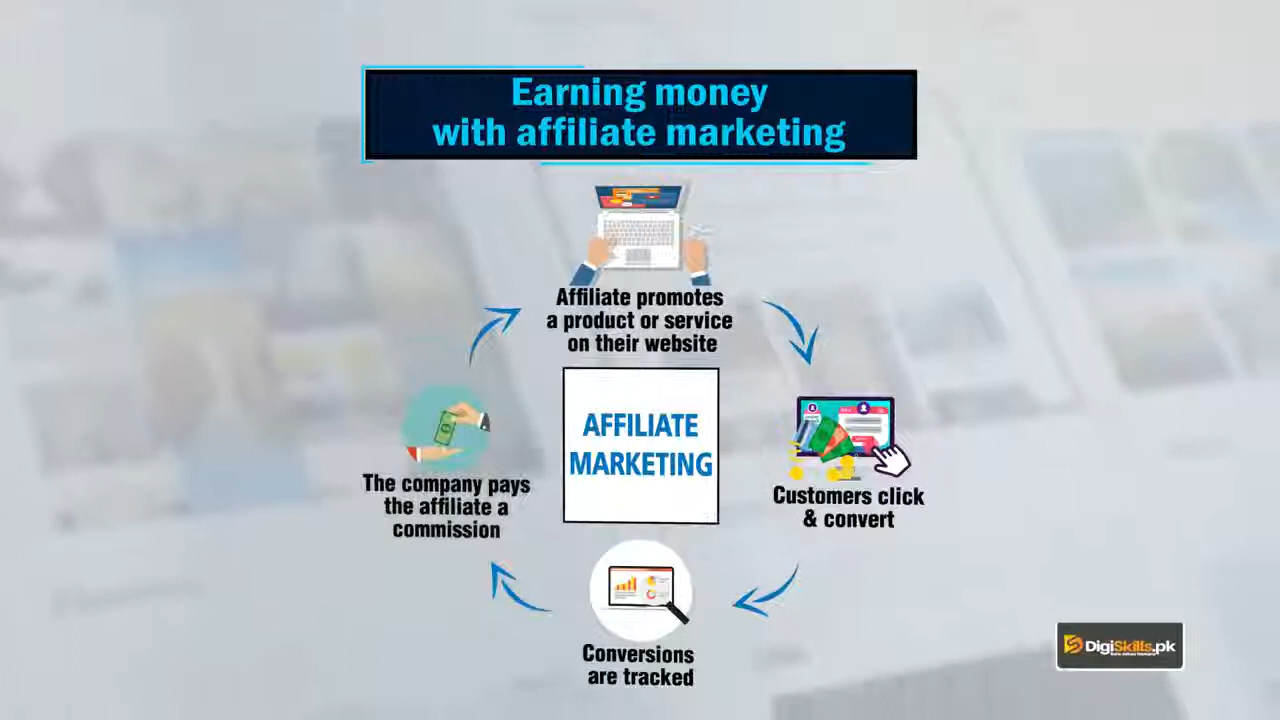 Earning money
with affiliate marketing
Affiliate promotes
a product or service
on their website
AFFILIATE
MARKETING
Customers click
& convert
Conversions
are tracked
The company pays
the affiliate a
commission
DigiSkills.pk